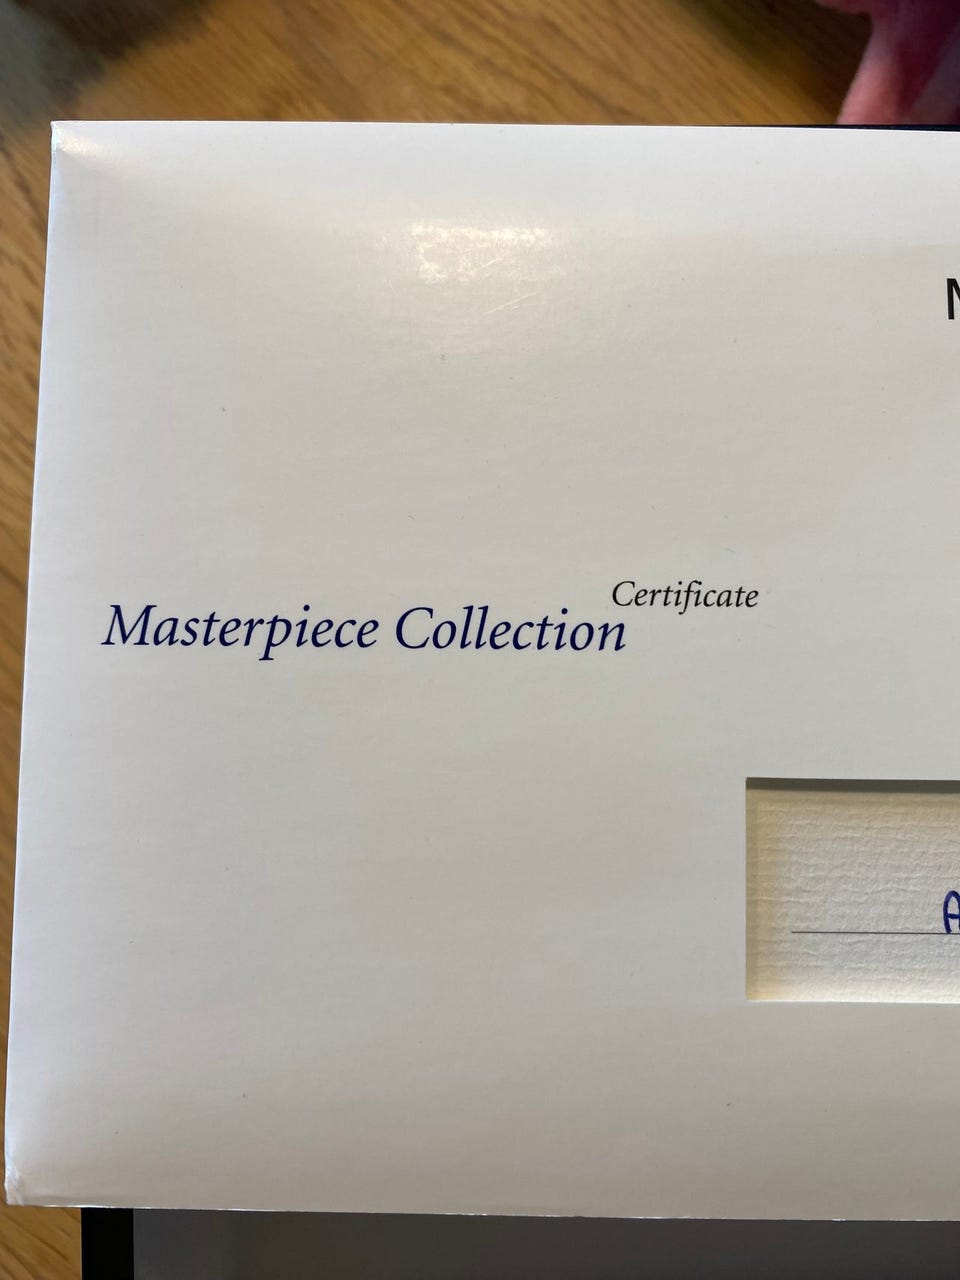 N
Certificate
Masterpiece Collection
A